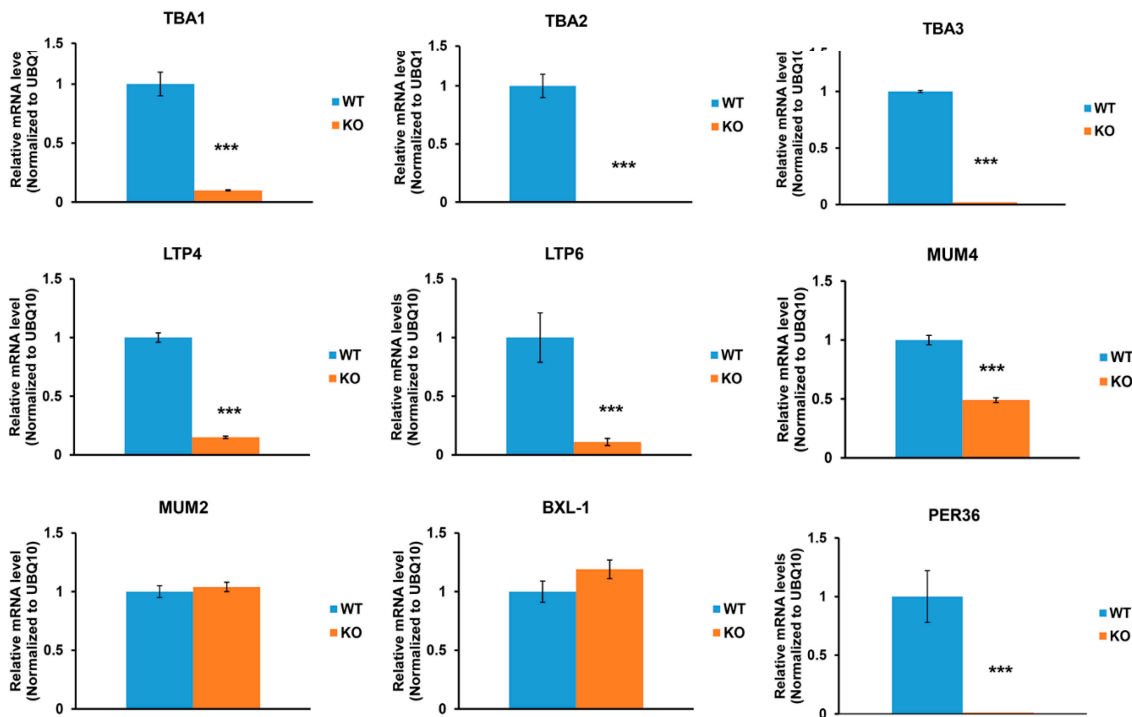 TBA1
Relative mRNA leve
(Normalized to UBQ1
1.5
1
0.5
0
***
WT
KO
TBA2
Relative mRNA leve
(Normalized to UBQ1
1.5
1
0.5
0
***
WT
KO
TBA3
Relative mRNA leve
(Normalized to UBQ10
1.5
1
0.5
0
***
WT
KO
LTP4
Relative mRNA level
(Normalized to UBQ10)
1.5
1
0.5
0
***
WT
KO
LTP6
Relative mRNA levels
(Normalized to UBQ10)
1.5
1
0.5
0
***
WT
KO
MUM4
Relative mRNA level
(Normalized to UBQ10)
1.5
1
0.5
0
***
WT
KO
MUM2
Relative mRNA level
(Normalized to UBQ10)
1.5
1
0.5
0
WT
KO
BXL-1
Relative mRNA levels
(Normalized to UBQ10)
1.5
1
0.5
0
WT
KO
PER36
Relative mRNA levels
(Normalized to UBQ10)
1.5
1
0.5
0
***
WT
KO